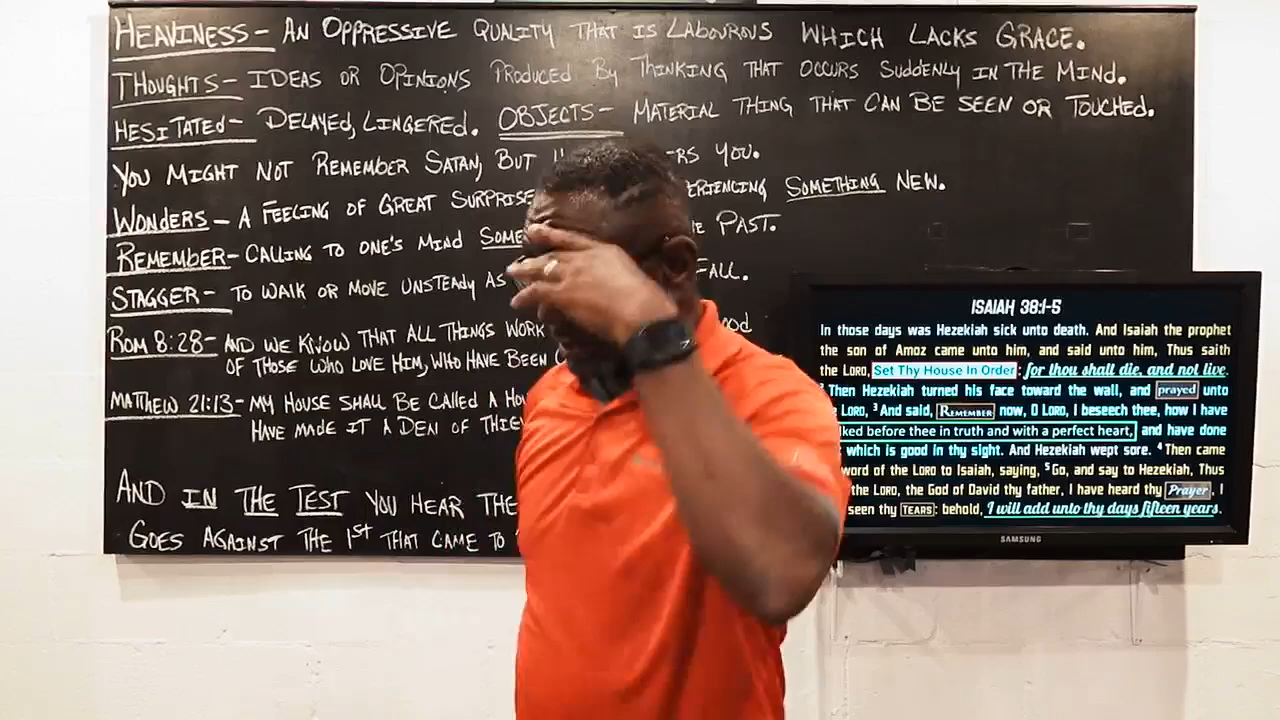 HEAVINESS - AN OPPRESSIVE QUALITY THAT IS LABOUROUS WHICH LACKS GRACE.
THOUGHTS - IDEAS OR OPINIONS PRODUCED BY THINKING THAT OCCURS SUDDENLY IN THE MIND.
HESITATED - DELAYED, LINGERED. OBJECTS - MATERIAL THING THAT CAN BE SEEN OR TOUCHED.
YOU MIGHT NOT REMEMBER SATAN, BUT YOU.
WONDERS - A FEELING OF GREAT SURPRISE SOMETHING NEW.
REMEMBER - CALLING TO ONE'S MIND PAST.
STAGGER - TO WALK OR MOVE UNSTEADY AS FALL.
ROM 8:28 - AND WE KNOW THAT ALL THINGS WORK
OF THOSE WHO LOVE HIM, WHO HAVE BEEN
MATTHEW 21:13 - MY HOUSE SHALL BE CALLED A
HAVE MADE IT A DEN OF
AND IN THE TEST YOU HEAR THE
GOES AGAINST THE 1ST THAT CAME TO
ISAIAH 38:1-5
In those days was Hezekiah sick unto death. And Isaiah the prophet
the son of Amoz came unto him, and said unto him, Thus saith
the LORD, Set Thy House In Order: for thou shalt die, and not live.
² Then Hezekiah turned his face toward the wall, and prayed unto
LORD, ³ And said, REMEMBER now, O LORD, I beseech thee, how I have
before thee in truth and with a perfect heart, and have done
which is good in thy sight. And Hezekiah wept sore. ⁴ Then came
word of the LORD to Isaiah, saying, ⁵ Go, and say to Hezekiah, Thus
the LORD, the God of David thy father, I have heard thy Prayer, I
seen thy TEARS: behold, I will add unto thy days fifteen years.
SAMSUNG